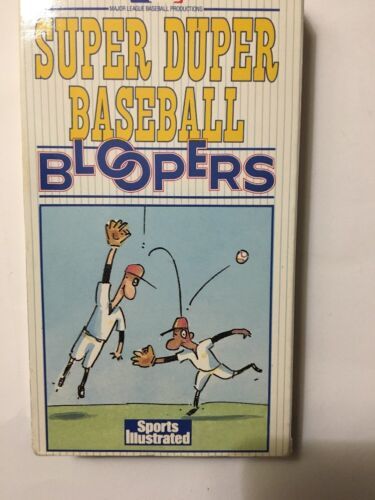 MAJOR LEAGUE BASEBALL PRODUCTIONS
SUPER DUPER
BASEBALL
BLOOPERS
Sports
Illustrated